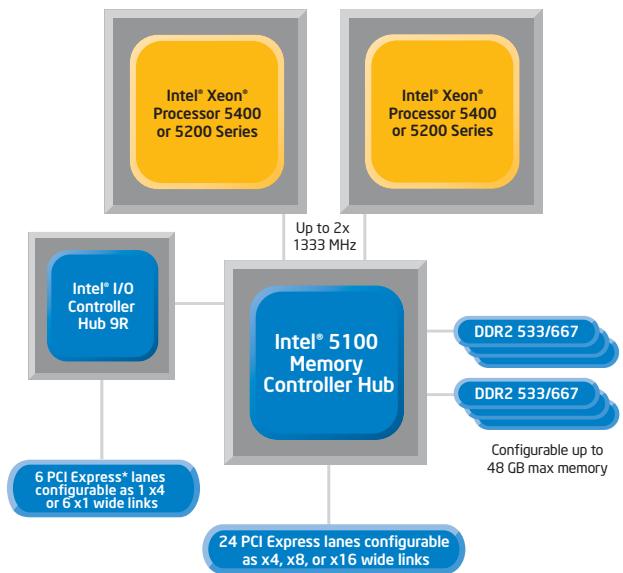 Intel® Xeon®
Processor 5400
or 5200 Series
Intel® Xeon®
Processor 5400
or 5200 Series
Up to 2x
1333 MHz
Intel® I/O
Controller
Hub 9R
Intel® 5100
Memory
Controller Hub
DDR2 533/667
DDR2 533/667
Configurable up to
48 GB max memory
6 PCI Express* lanes
configurable as 1 x4
or 6 x1 wide links
24 PCI Express lanes configurable
as x4, x8, or x16 wide links